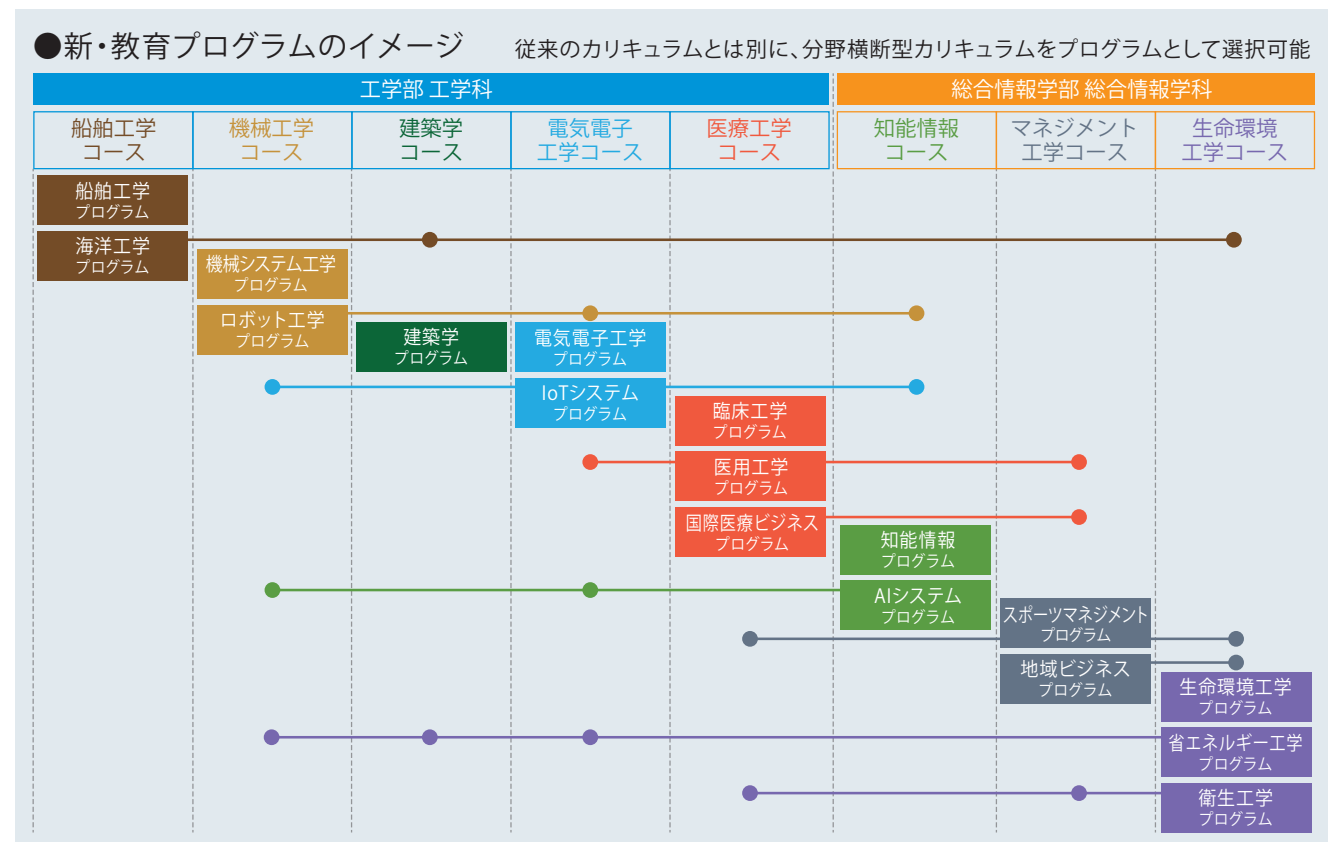 ●新・教育プログラムのイメージ
従来のカリキュラムとは別に、分野横断型カリキュラムをプログラムとして選択可能
工学部 工学科
総合情報学部 総合情報学科
船舶工学
コース
機械工学
コース
建築学
コース
電気電子
工学コース
医療工学
コース
知能情報
コース
マネジメント
工学コース
生命環境
工学コース
船舶工学
プログラム
海洋工学
プログラム
機械システム工学
プログラム
ロボット工学
プログラム
建築学
プログラム
電気電子工学
プログラム
IoTシステム
プログラム
臨床工学
プログラム
医用工学
プログラム
国際医療ビジネス
プログラム
知能情報
プログラム
AIシステム
プログラム
スポーツマネジメント
プログラム
地域ビジネス
プログラム
生命環境工学
プログラム
省エネルギー工学
プログラム
衛生工学
プログラム